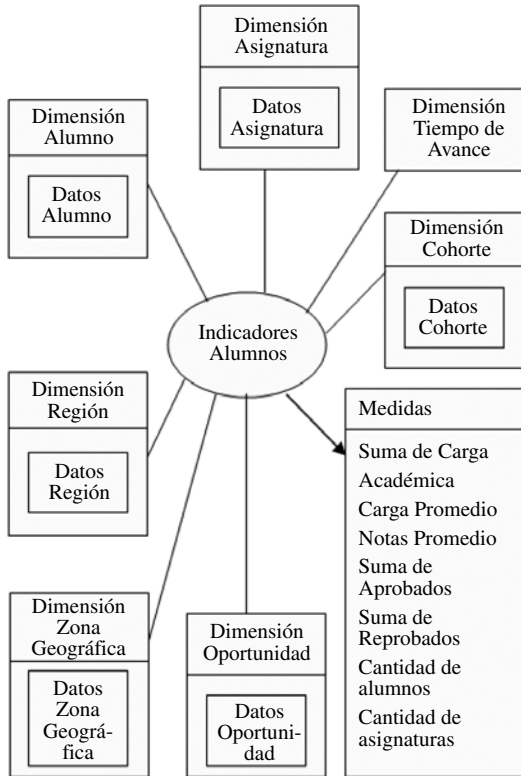 Dimensión
Asignatura
Datos
Asignatura
Dimensión
Tiempo de
Avance
Dimensión
Alumno
Datos
Alumno
Dimensión
Cohorte
Datos
Cohorte
Indicadores
Alumnos
Dimensión
Región
Datos
Región
Medidas
Suma de Carga
Académica
Carga Promedio
Notas Promedio
Suma de
Aprobados
Suma de
Reprobados
Cantidad de
alumnos
Cantidad de
asignaturas
Dimensión
Zona
Geográfica
Datos
Zona
Geográ-
fica
Dimensión
Oportunidad
Datos
Oportuni-
dad